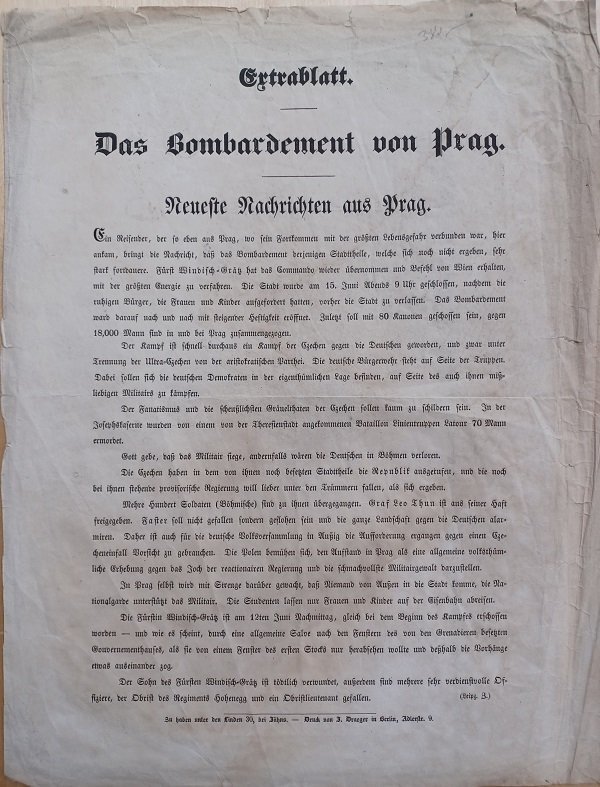 Extrablatt.
Das Bombardement von Prag.
Neueste Nachrichten aus Prag.
Ein Reisender, der so eben aus Prag, wo sein Fortkommen mit der größten Lebensgefahr verbunden war, hier
ankam, bringt die Nachricht, daß das Bombardement derjenigen Stadttheile, welche sich noch nicht ergeben, sehr
stark fordauere. Fürst Windisch-Grätz hat das Commando wieder übernommen und Befehl von Wien erhalten,
mit der größten Energie zu verfahren. Die Stadt wurde am 15. Juni Abends 9 Uhr geschlossen, nachdem die
ruhigen Bürger, die Frauen und Kinder aufgefordert hatten, vorher die Stadt zu verlassen. Das Bombardement
ward darauf nach und nach mit steigender Heftigkeit eröffnet. Zuletzt soll mit 80 Kanonen geschossen sein, gegen
18,000 Mann sind in und bei Prag zusammengezogen.
Der Kampf ist schnell durchaus ein Kampf der Czechen gegen die Deutschen geworden, und zwar unter
Trennung der Ultra-Czechen von der aristokratischen Parthei. Die deutsche Bürgerwehr steht auf Seite der Truppen.
Dabei sollen sich die deutschen Demokraten in der eigenthümlichen Lage befinden, auf Seite des auch ihnen miß-
liebigen Militairs zu kämpfen.
Der Fanatismus und die scheußlichsten Gräuelthaten der Czechen sollen kaum zu schildern sein. In der
Josephskaserne wurden von einem von der Theresienstadt angekommenen Bataillon Linientruppen Latour 70 Mann
ermordet.
Gott gebe, daß das Militair siege, andernfalls wären die Deutschen in Böhmen verloren.
Die Czechen haben in dem von ihnen noch besetzten Stadttheile die Republik ausgerufen, und die noch
bei ihnen stehende provisorische Regierung will lieber unter den Trümmern fallen, als sich ergeben.
Mehre Hundert Soldaten (Böhmische) sind zu ihnen übergegangen. Graf Leo Thun ist aus seiner Haft
freigegeben. Faster soll nicht gefallen sondern geflohen sein und die ganze Landschaft gegen die Deutschen alar-
miren. Daher ist auch für die deutsche Volksversammlung in Außig die Aufforderung ergangen gegen einen Cze-
cheneinfall Vorsicht zu gebrauchen. Die Polen bemühen sich, den Aufstand in Prag als eine allgemeine volksthüm-
liche Erhebung gegen das Joch der reactionairen Regierung und die schmachvollste Militairgewalt darzustellen.
In Prag selbst wird mit Strenge darüber gewacht, daß Niemand von Außen in die Stadt komme, die Na-
tionalgarde unterstützt das Militair. Die Studenten lassen nur Frauen und Kinder auf der Eisenbahn abreisen.
Die Fürstin Windisch-Grätz ist am 12ten Juni Nachmittag, gleich bei dem Beginn des Kampfes erschossen
worden — und wie es scheint, durch eine allgemeine Salve nach den Fenstern des von den Grenadieren besetzten
Gouvernementhauses, als sie von einem Fenster des ersten Stocks nur herabsehen wollte und deßhalb die Vorhänge
etwas auseinander zog.
Der Sohn des Fürsten Windisch-Grätz ist tödtlich verwundet, außerdem sind mehrere sehr verdienstvolle Of-
fiziere, der Obrist des Regiments Hohenegg und ein Obristlieutenant gefallen. (Leipz. Z.)
Zu haben unter den Linden 30, bei Jühns. — Druck von J. Draeger in Berlin, Adlerstr. 9.